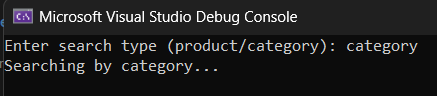 Microsoft Visual Studio Debug Console
Enter search type (product/category): category
Searching by category...